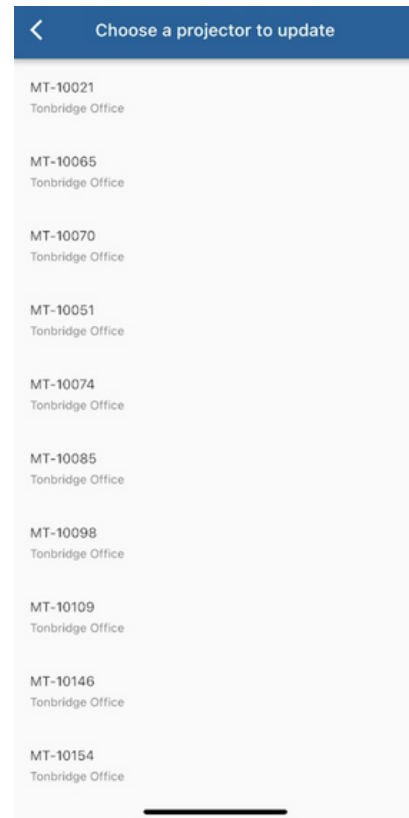 Choose a projector to update
MT-10021
Tonbridge Office
MT-10065
Tonbridge Office
MT-10070
Tonbridge Office
MT-10051
Tonbridge Office
MT-10074
Tonbridge Office
MT-10085
Tonbridge Office
MT-10098
Tonbridge Office
MT-10109
Tonbridge Office
MT-10146
Tonbridge Office
MT-10154
Tonbridge Office